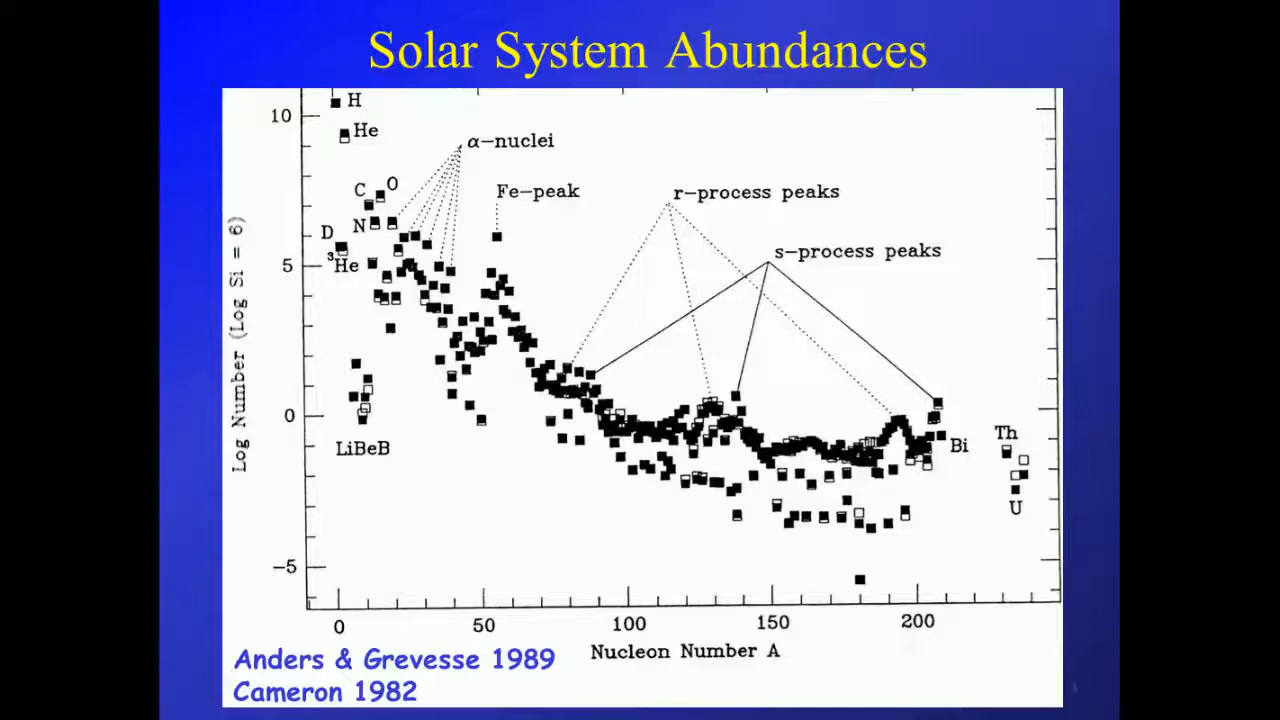 Solar System Abundances
H
He
α-nuclei
C
O
Fe-peak
r-process peaks
N
D
s-process peaks
³He
LiBeB
Bi
Th
U
10
5
0
-5
Log Number (Log Si = 6)
0 50 100 150 200
Nucleon Number A
Anders & Grevesse 1989
Cameron 1982